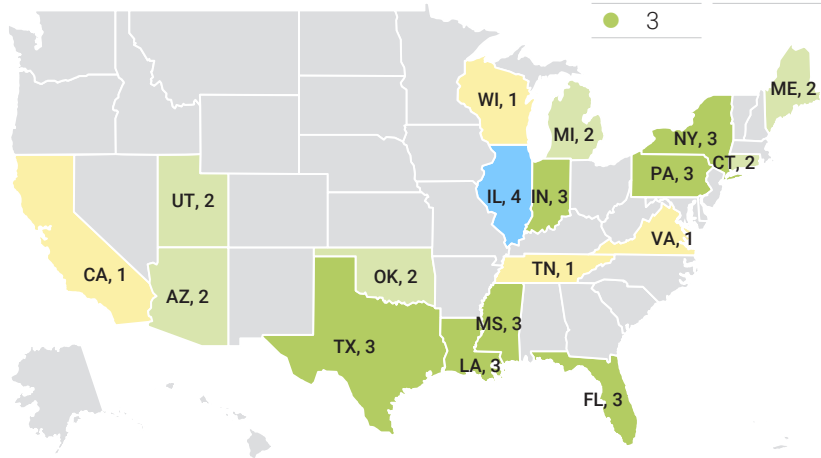 3
ME, 2
WI, 1
MI, 2
NY, 3
CT, 2
PA, 3
IL, 4
IN, 3
UT, 2
VA, 1
CA, 1
TN, 1
OK, 2
AZ, 2
MS, 3
TX, 3
LA, 3
FL, 3